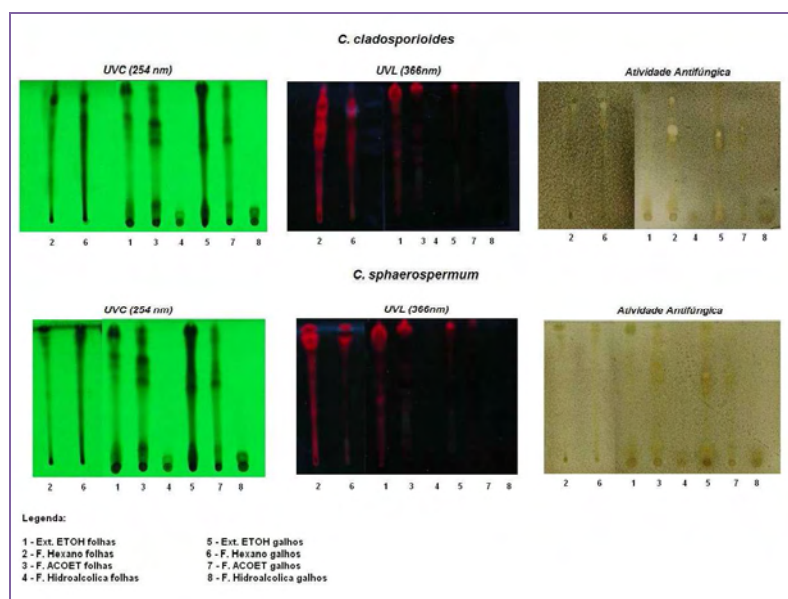 C. cladosporioides
UVC (254 nm) UVL (366nm) Atividade Antifúngica
2 6 1 3 4 5 7 8 2 6 1 3 4 5 7 8 2 6 1 2 4 5 7 8
C. sphaerospermum
UVC (254 nm) UVL (366nm) Atividade Antifúngica
2 6 1 3 4 5 7 8 2 6 1 3 4 5 7 8 2 6 1 3 4 5 7 8
Legenda:
1 - Ext. ETOH folhas 5 - Ext. ETOH galhos
2 - F. Hexano folhas 6 - F. Hexano galhos
3 - F. ACOET folhas 7 - F. ACOET galhos
4 - F. Hidroalcolica folhas 8 - F. Hidroalcolica galhos